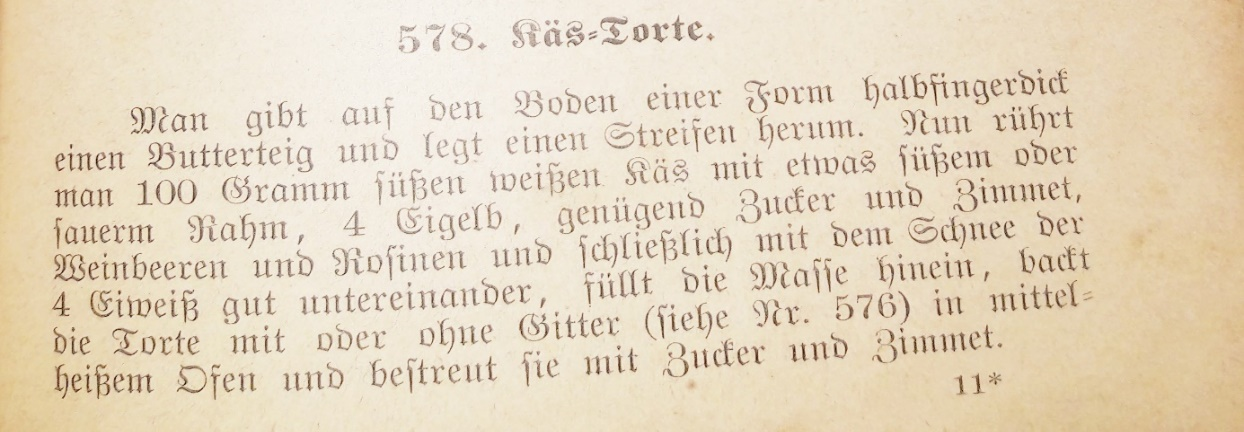 578. Käs-Torte.
Man gibt auf den Boden einer Form halbfingerdick
einen Butterteig und legt einen Streifen herum. Nun rührt
man 100 Gramm süßen weißen Käs mit etwas süßem oder
sauerm Rahm, 4 Eigelb, genügend Zucker und Zimmet,
Weinbeeren und Rosinen und schließlich mit dem Schnee der
4 Eiweiß gut untereinander, füllt die Masse hinein, backt
die Torte mit oder ohne Gitter (siehe Nr. 576) in mittel-
heißem Ofen und bestreut sie mit Zucker und Zimmet.
11*